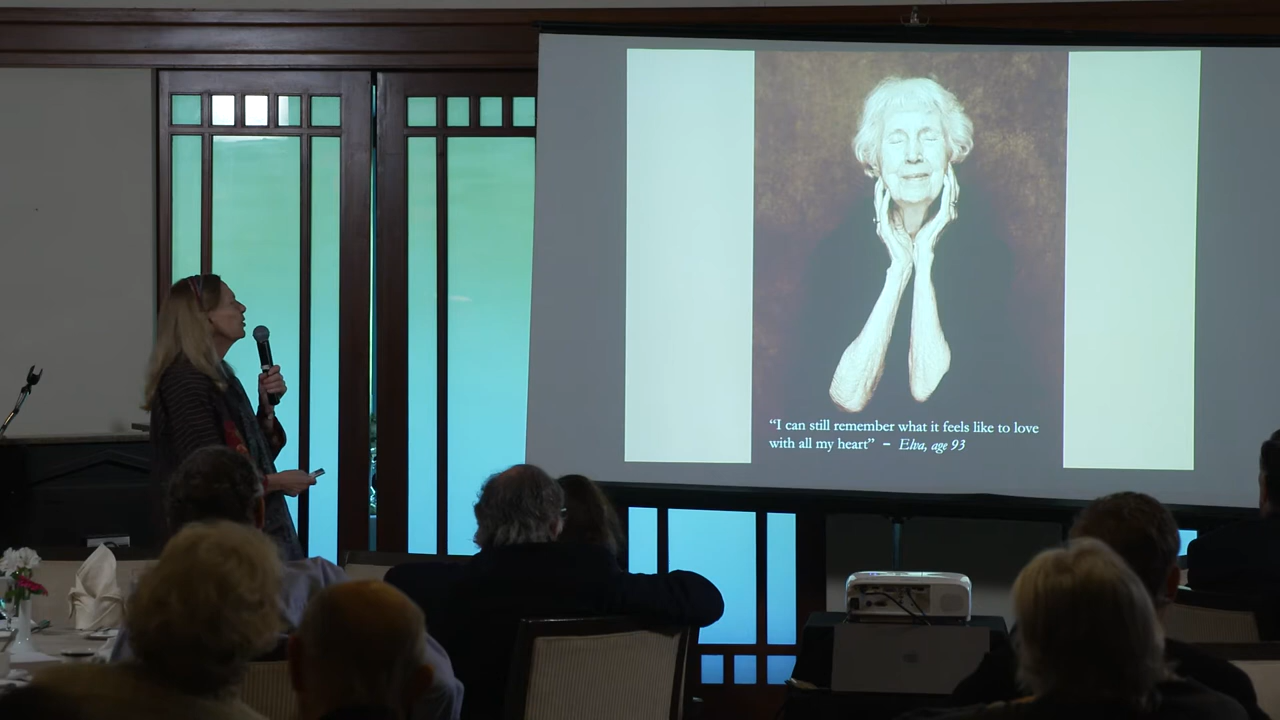 “I can still remember what it feels like to love
with all my heart” – Elva, age 93